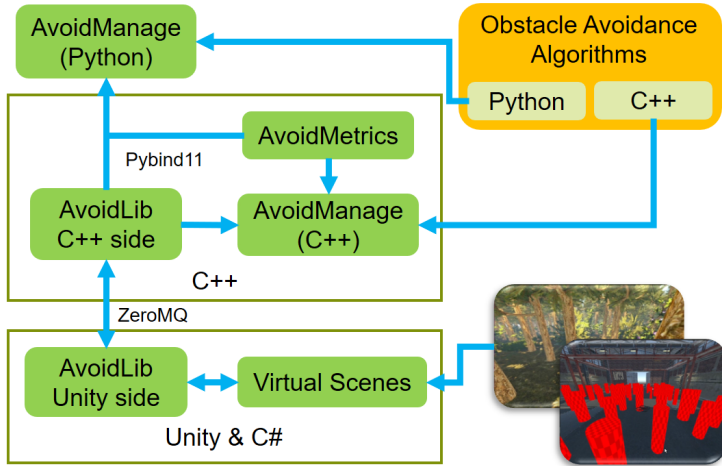 AvoidManage
(Python)
Obstacle Avoidance
Algorithms
Python
C++
AvoidMetrics
Pybind11
AvoidLib
C++ side
AvoidManage
(C++)
C++
ZeroMQ
AvoidLib
Unity side
Virtual Scenes
Unity & C#